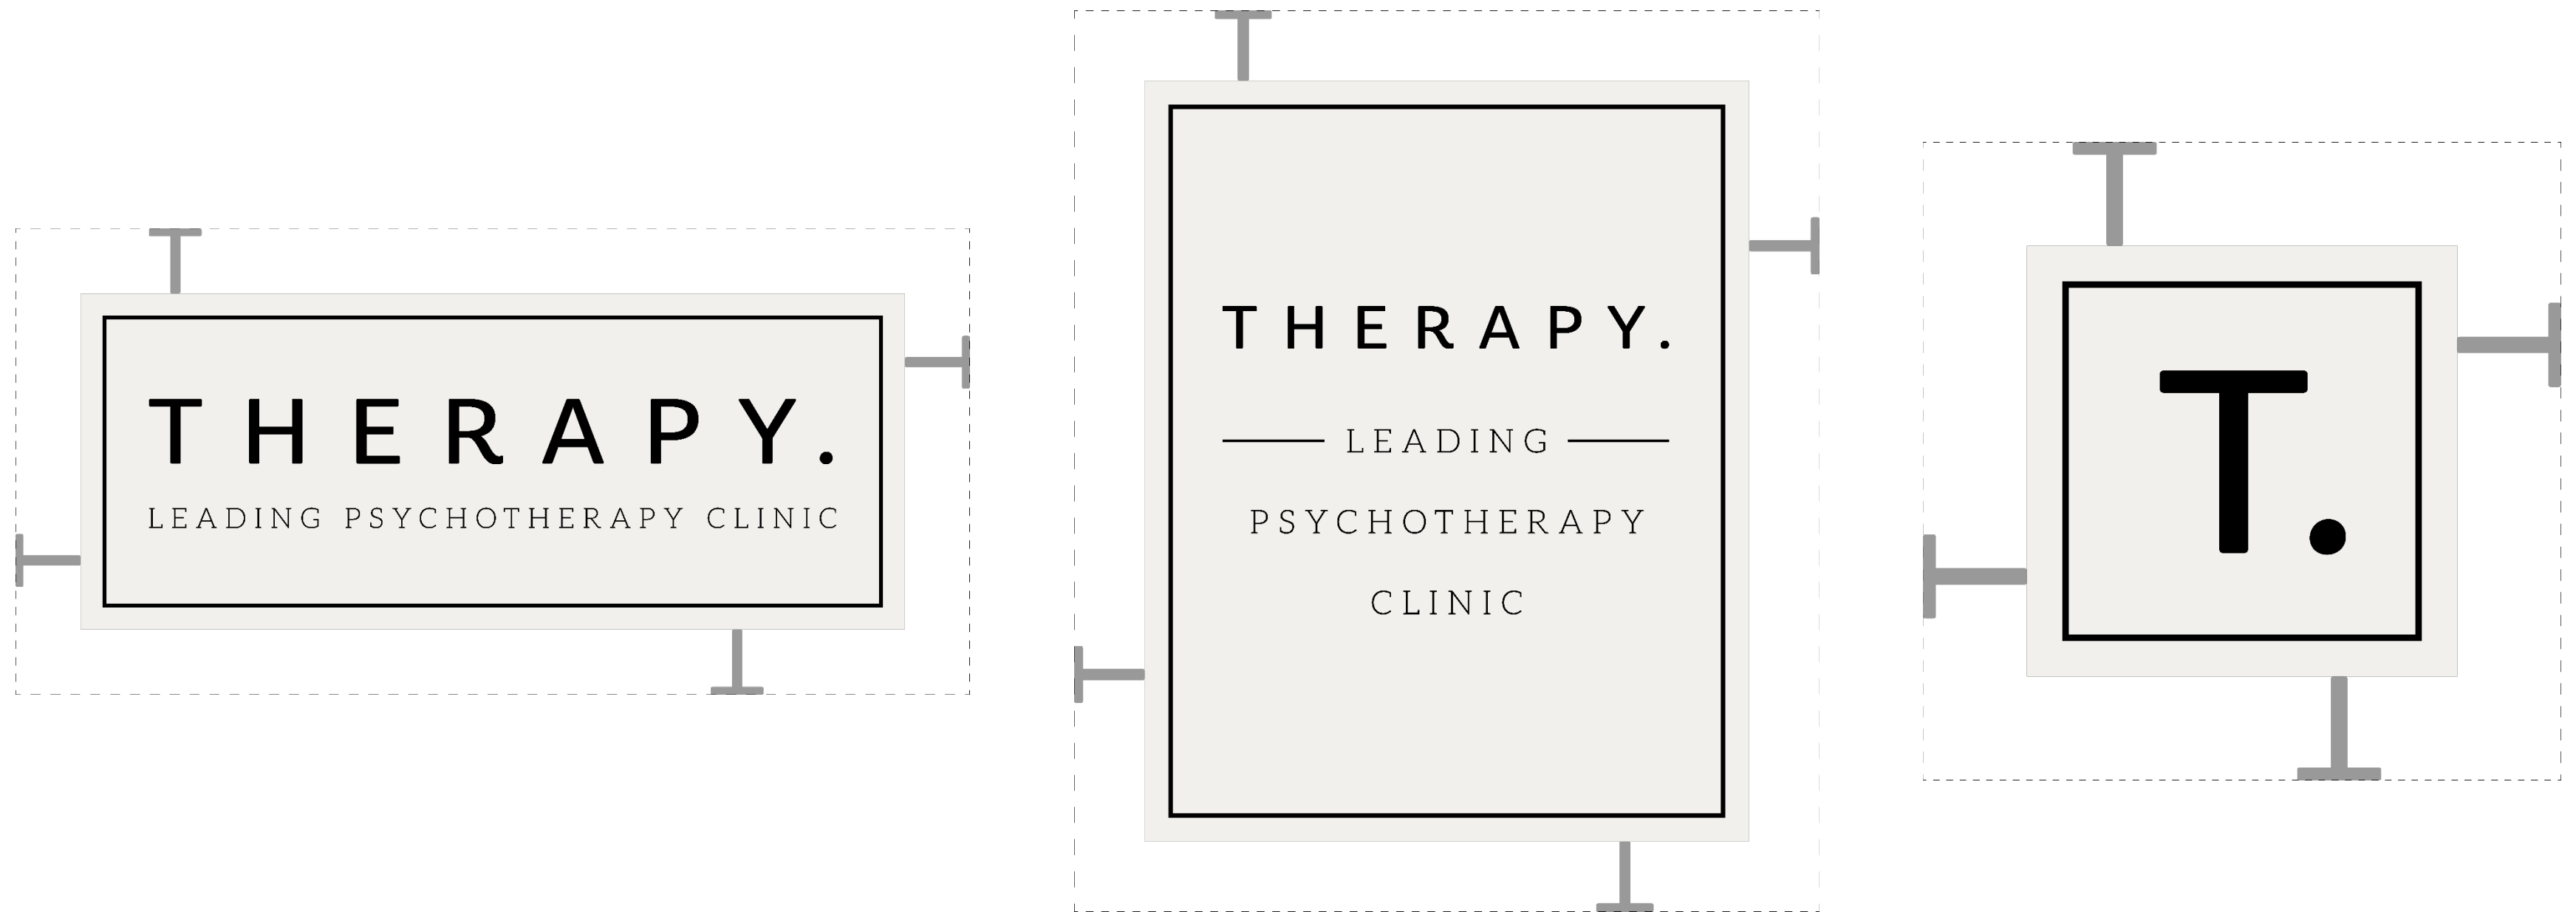 THERAPY.
LEADING PSYCHOTHERAPY CLINIC
THERAPY.
LEADING
PSYCHOTHERAPY
CLINIC
T.